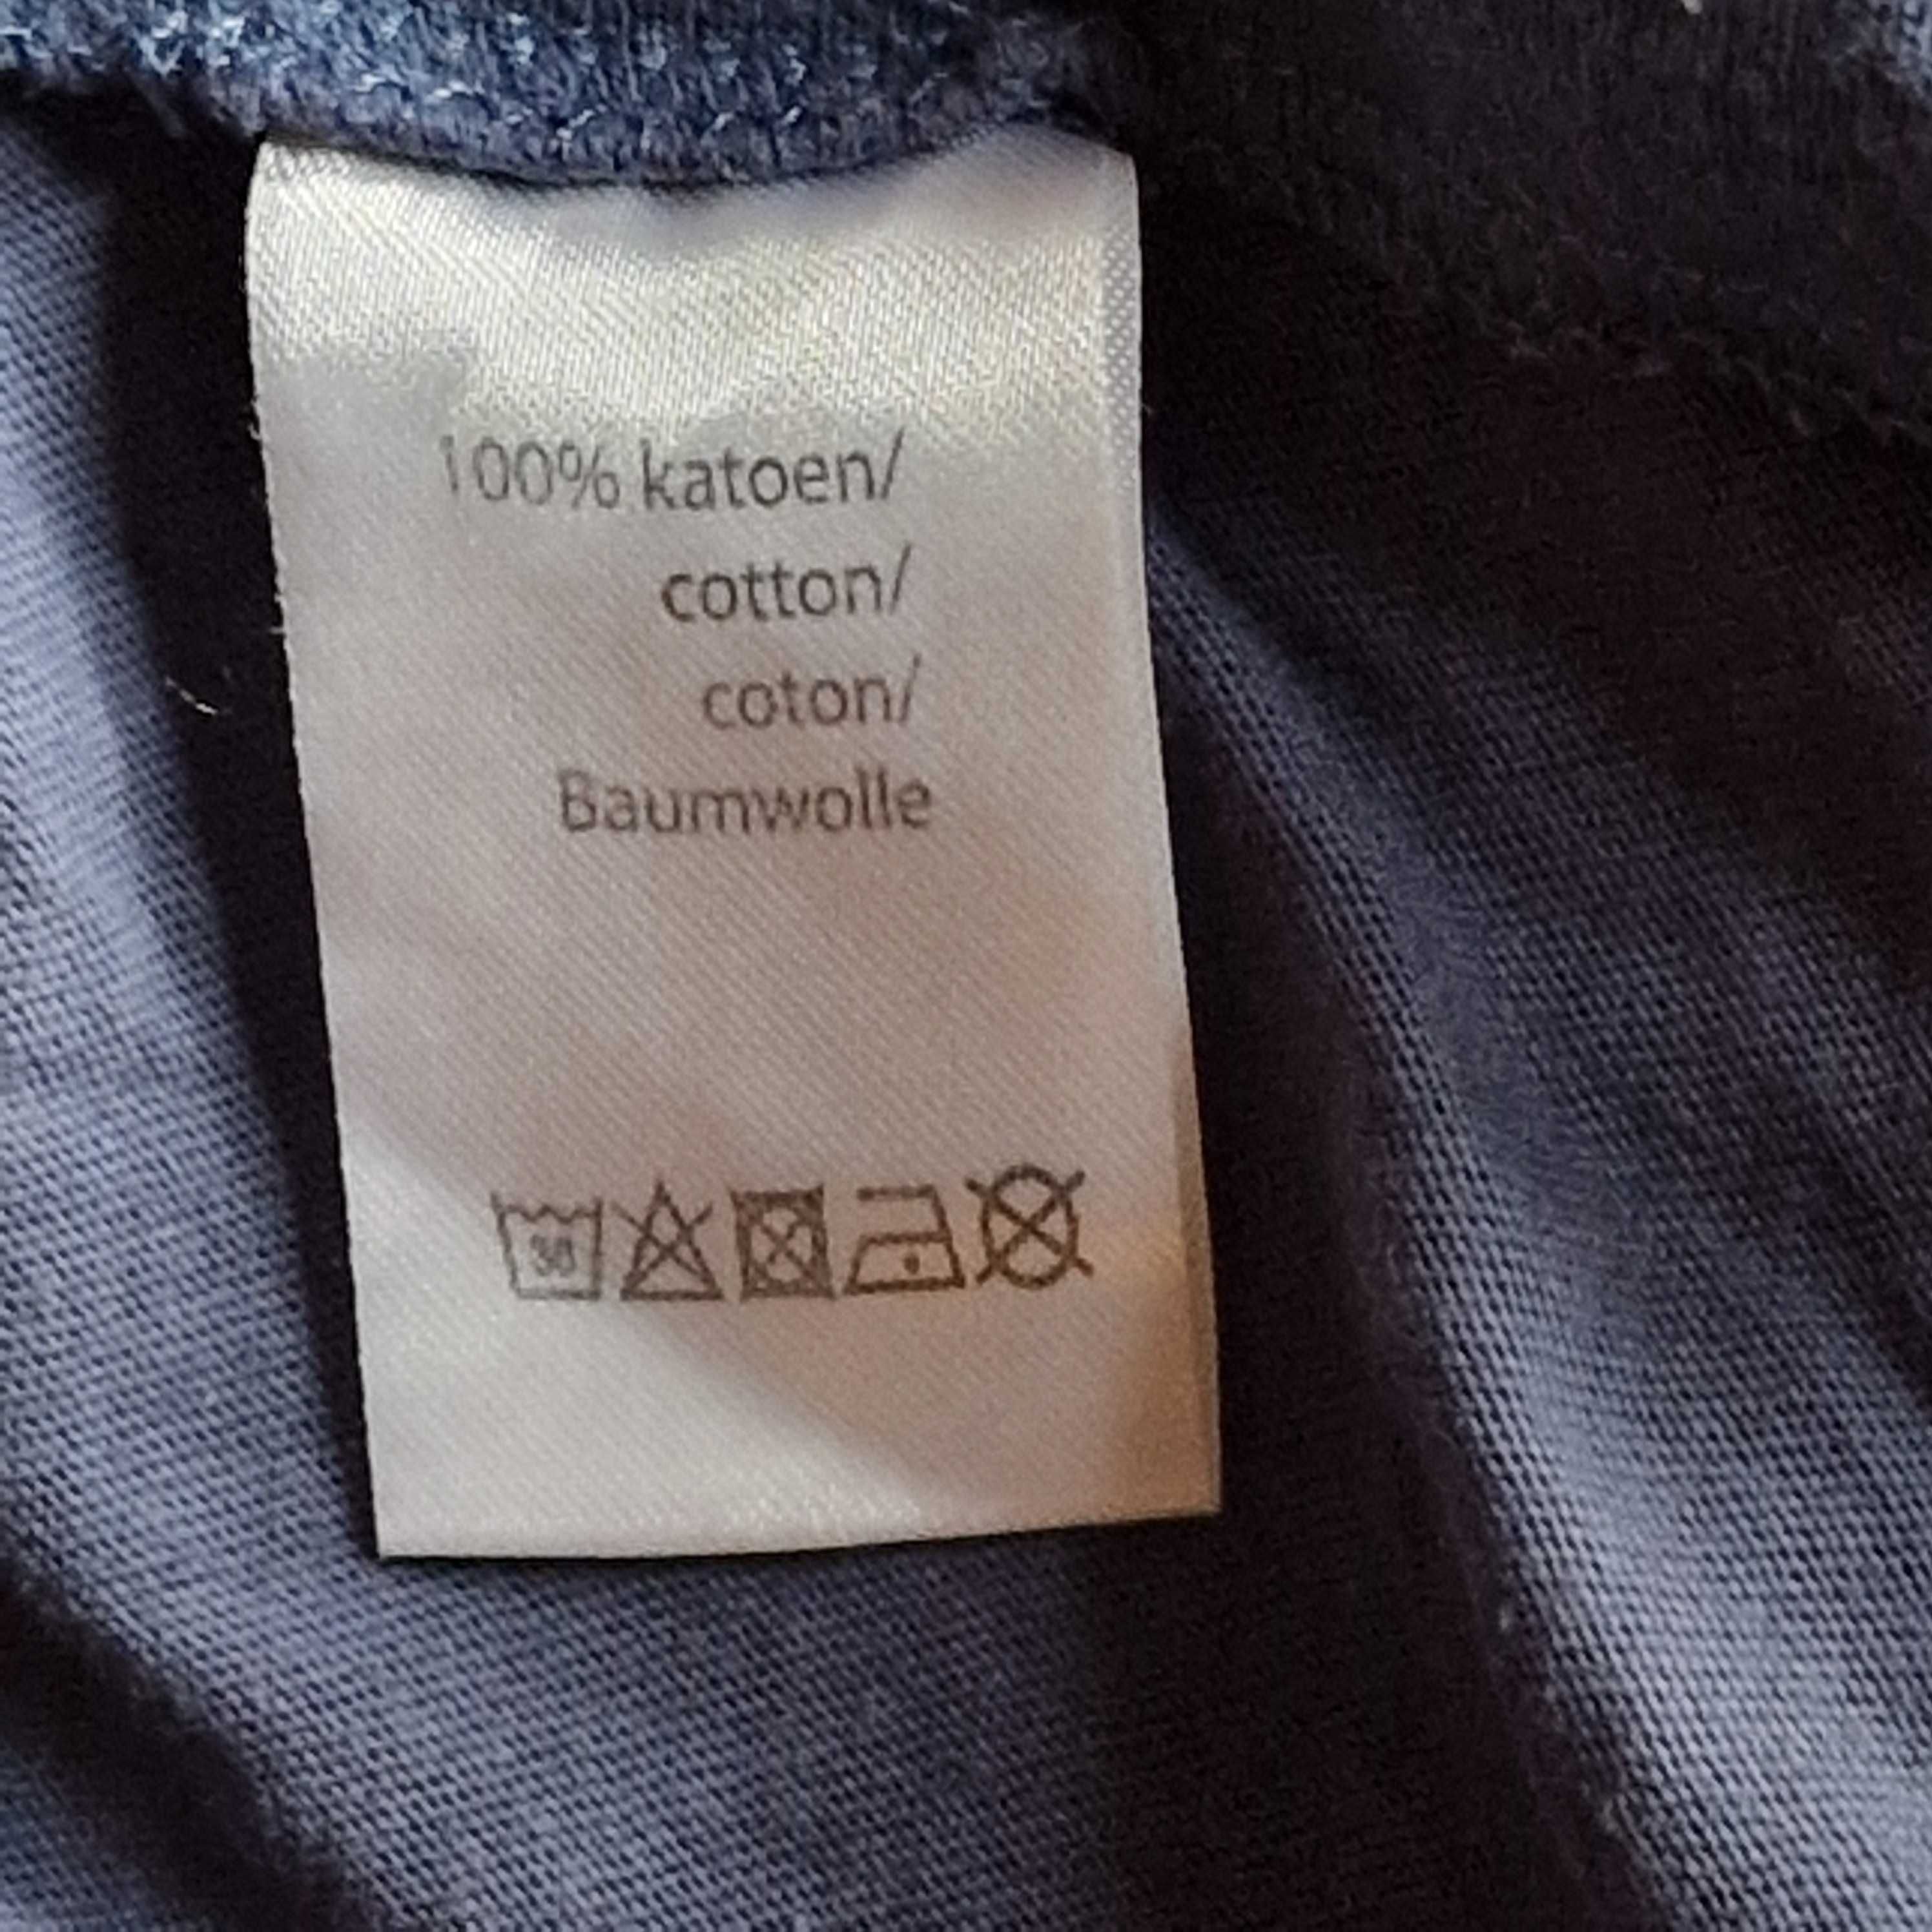 100% katoen/
cotton/
coton/
Baumwolle
30